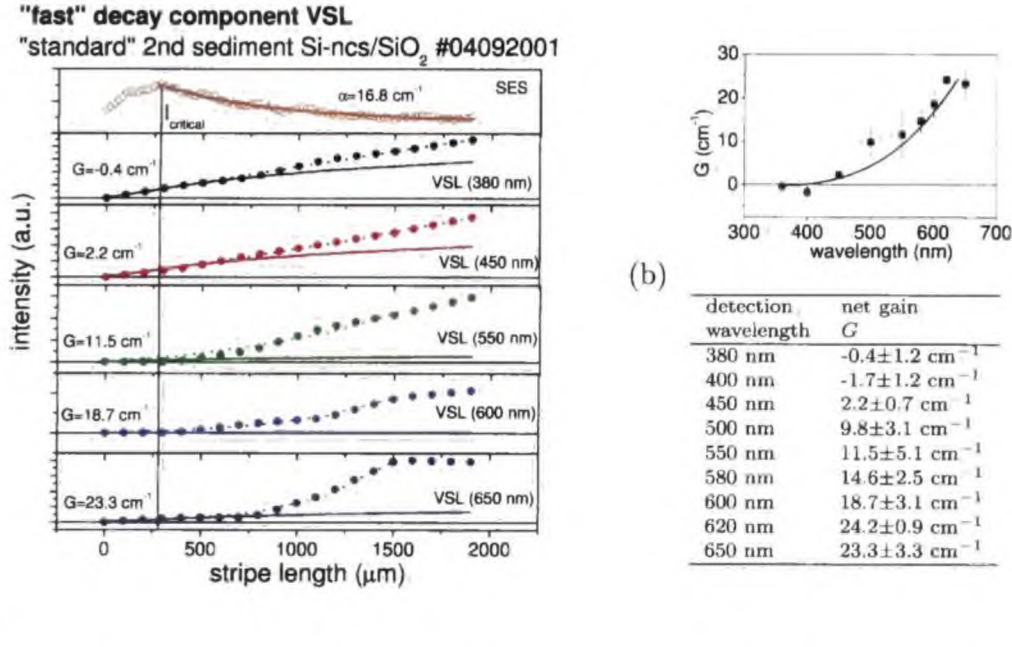 "fast" decay component VSL
"standard" 2nd sediment Si-ncs/SiO2 #04092001
SES
α=16.8 cm-1
lcritical
G=-0.4 cm-1
VSL (380 nm)
G=2.2 cm-1
VSL (450 nm)
G=11.5 cm-1
VSL (550 nm)
G=18.7 cm-1
VSL (600 nm)
G=23.3 cm-1
VSL (650 nm)
intensity (a.u.)
0 500 1000 1500 2000
stripe length (μm)
30
20
10
0
G (cm-1)
300 400 500 600 700
wavelength (nm)
(b)
detection net gain
wavelength G
380 nm -0.4±1.2 cm−1
400 nm -1.7±1.2 cm−1
450 nm 2.2±0.7 cm−1
500 nm 9.8±3.1 cm−1
550 nm 11.5±5.1 cm−1
580 nm 14.6±2.5 cm−1
600 nm 18.7±3.1 cm−1
620 nm 24.2±0.9 cm−1
650 nm 23.3±3.3 cm−1